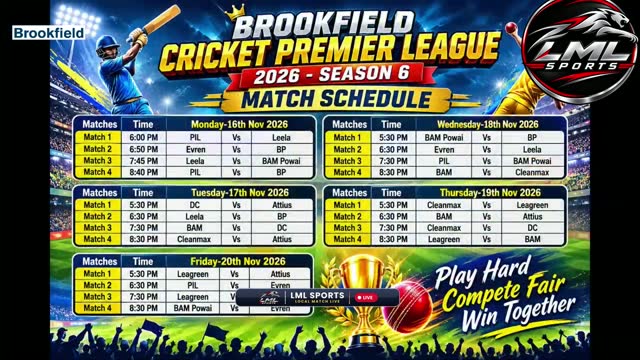 Brookfield
BROOKFIELD
CRICKET PREMIER LEAGUE
2026 - SEASON 6
MATCH SCHEDULE
LML
SPORTS
Matches Time Monday-16th Nov 2026
Match 1 6:00 PM PIL Vs Leela
Match 2 6:50 PM Evren Vs BP
Match 3 7:45 PM Leela Vs BAM Powai
Match 4 8:40 PM PIL Vs BP
Matches Time Wednesday-18th Nov 2026
Match 1 5:30 PM BAM Powai Vs BP
Match 2 6:30 PM Evren Vs Leela
Match 3 7:30 PM PIL Vs BAM Powai
Match 4 8:30 PM BAM Vs Cleanmax
Matches Time Tuesday-17th Nov 2026
Match 1 5:30 PM DC Vs Attius
Match 2 6:30 PM Leela Vs BP
Match 3 7:30 PM BAM Vs DC
Match 4 8:30 PM Cleanmax Vs Attius
Matches Time Thursday-19th Nov 2026
Match 1 5:30 PM Cleanmax Vs Leagreen
Match 2 6:30 PM BAM Vs Attius
Match 3 7:30 PM Cleanmax Vs DC
Match 4 8:30 PM Leagreen Vs BAM
Matches Time Friday-20th Nov 2026
Match 1 5:30 PM Leagreen Vs Attius
Match 2 6:30 PM PIL Vs Evren
Match 3 7:30 PM Leagreen Vs
Match 4 8:30 PM BAM Powai Vs Evren
LML SPORTS
LOCAL MATCH LIVE
LIVE
Play Hard
Compete Fair
Win Together